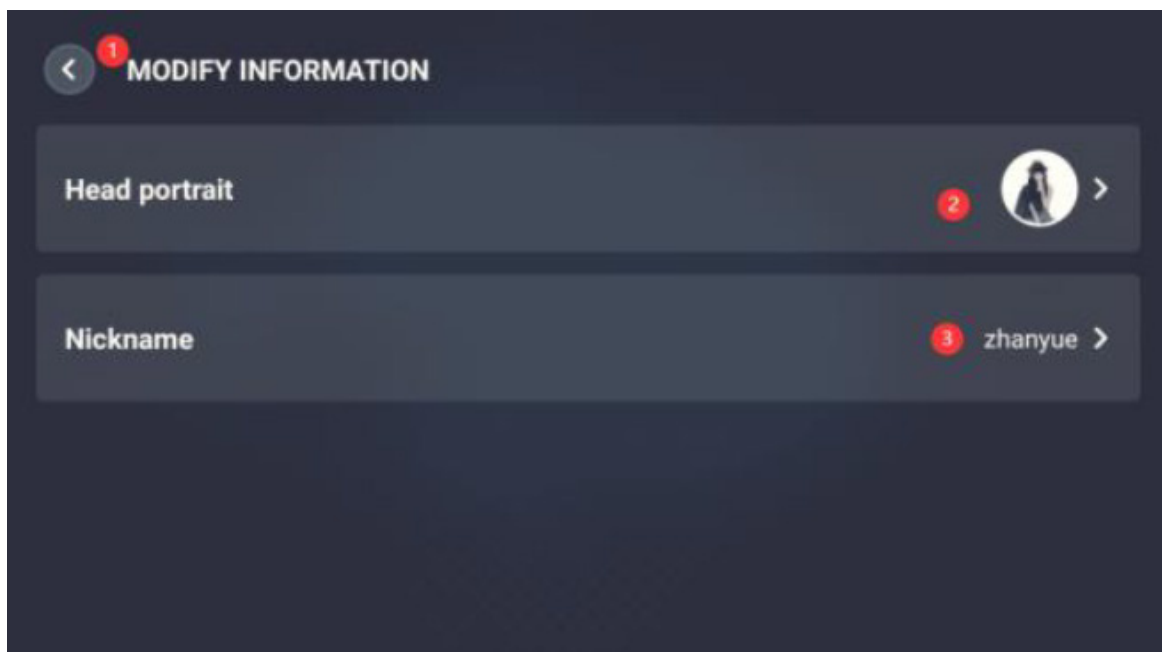 1
MODIFY INFORMATION
Head portrait
2
Nickname
3 zhanyue